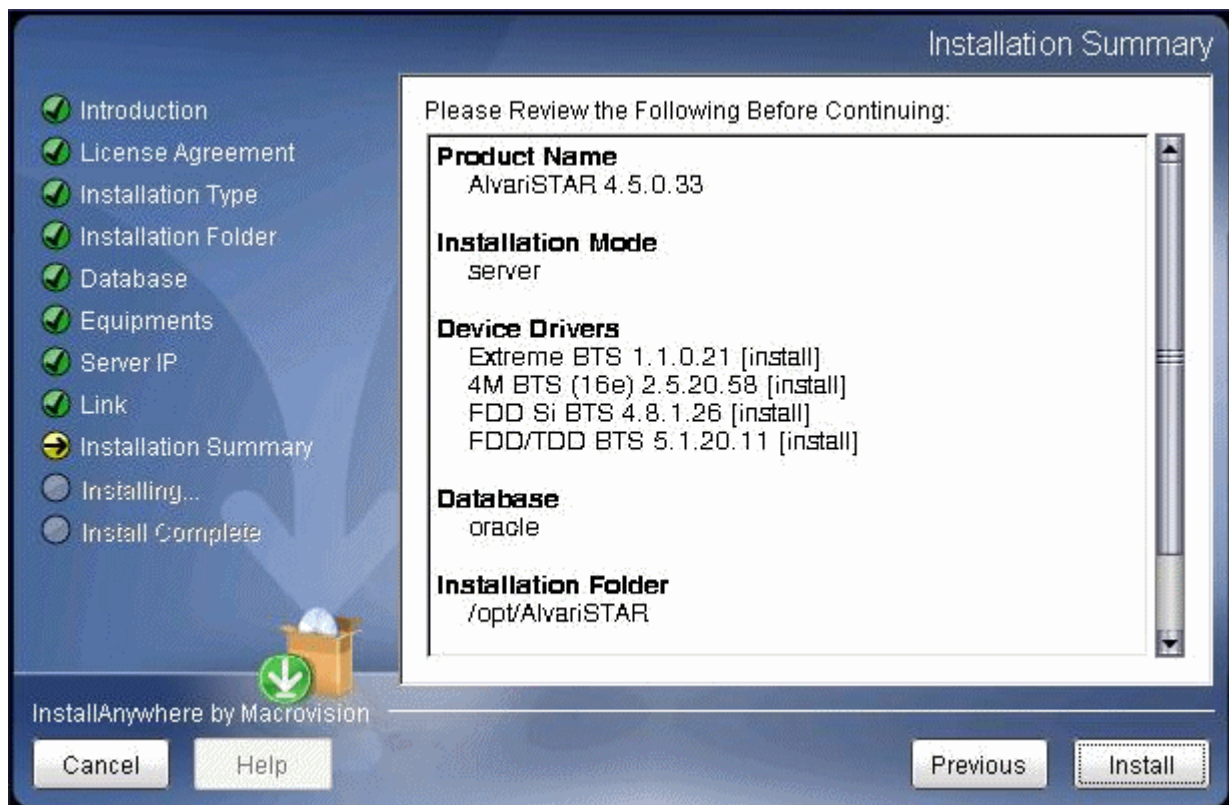 Installation Summary
Introduction
License Agreement
Installation Type
Installation Folder
Database
Equipments
Server IP
Link
Installation Summary
Installing...
Install Complete
Please Review the Following Before Continuing:
Product Name
AlvariSTAR 4.5.0.33
Installation Mode
server
Device Drivers
Extreme BTS 1.1.0.21 [install]
4M BTS (16e) 2.5.20.58 [install]
FDD Si BTS 4.8.1.26 [install]
FDD/TDD BTS 5.1.20.11 [install]
Database
oracle
Installation Folder
/opt/AlvariSTAR
InstallAnywhere by Macrovision
Cancel
Help
Previous
Install